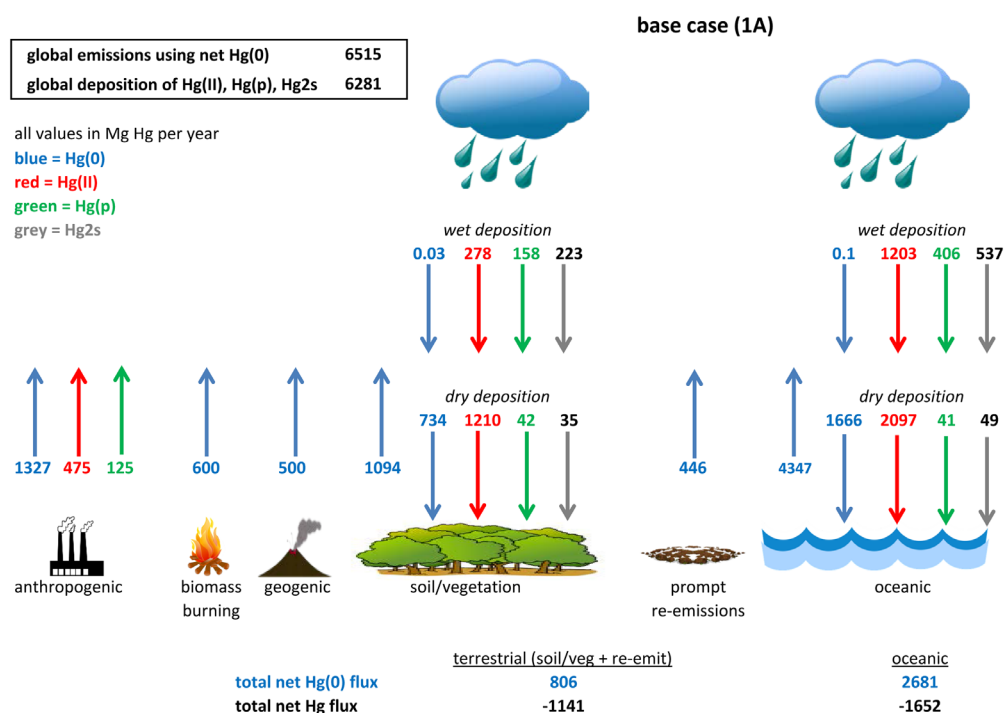 base case (1A)
global emissions using net Hg(0) 6515
global deposition of Hg(II), Hg(p), Hg2s 6281
all values in Mg Hg per year
blue = Hg(0)
red = Hg(II)
green = Hg(p)
grey = Hg2s
wet deposition
0.03 278 158 223
wet deposition
0.1 1203 406 537
dry deposition
734 1210 42 35
dry deposition
1666 2097 41 49
1327 475 125 600 500 1094 446 4347
anthropogenic
biomass
burning
geogenic
soil/vegetation
prompt
re-emissions
oceanic
terrestrial (soil/veg + re-emit) oceanic
total net Hg(0) flux 806 2681
total net Hg flux -1141 -1652